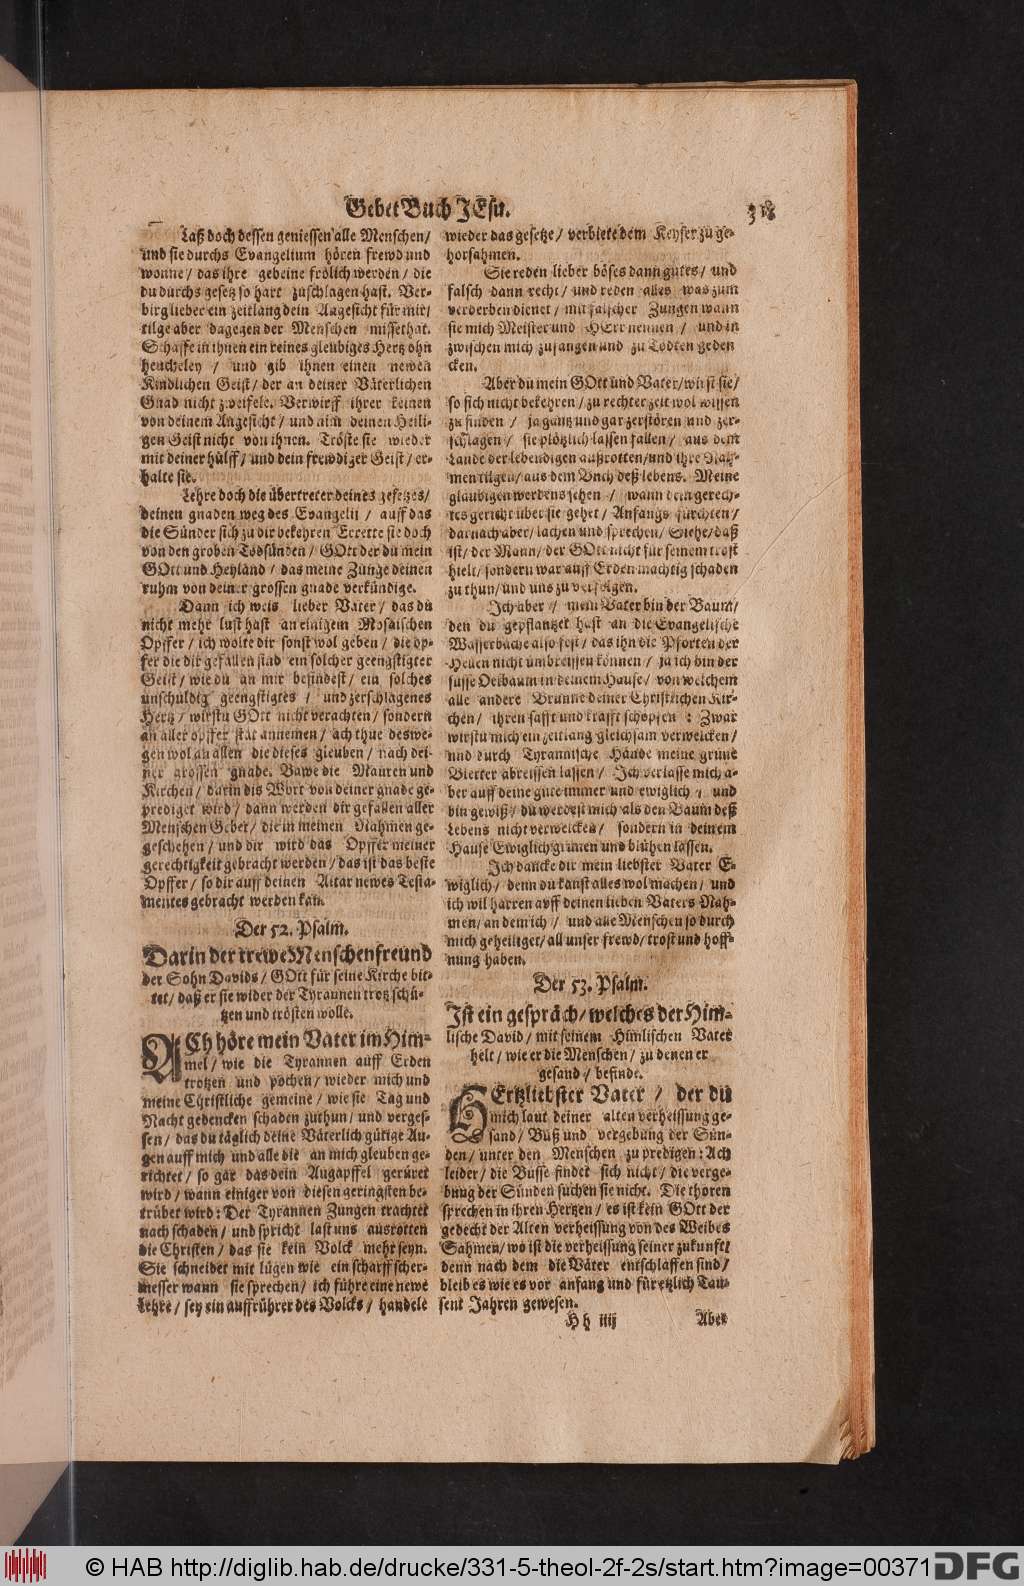 Gebet Buch JEsu.
318
Laß doch dessen geniessen alle Menschen/
und sie durchs Evangelium hören frewd und
wonne/ das ihre gebeine frölich werden/ die
du durchs gesetz so hart zuschlagen hast. Ver-
birg lieber ein zeitlang dein Angesicht für mir/
tilge aber dagegen der Menschen missethat.
Schaffe in ihnen ein reines gleubiges Hertz ohn
heucheley / und gib ihnen einen newen
Kindlichen Geist/ der an deiner Väterlichen
Gnad nicht zweifele. Verwirff ihrer keinen
von deinem Angesicht/ und nim deinen Heili-
gen Geist nicht von ihnen. Tröste sie wieder
mit deiner hülff/ und dein frewdizer Geist/ er-
halte sie.
Lehre doch die übertreter deines gesetzes/
deinen gnaden weg des Evangelii / auff das
die Sünder sich zu dir bekehren Errette sie doch
von den groben Todsünden/ GOtt der du mein
GOtt und Heyland/ das meine Zunge deinen
ruhm von deiner grossen gnade verkündige.
Dann ich weis lieber Vater/ das du
nicht mehr lust hast an einigem Mosaischen
Opffer/ ich wolte dir sonst wol geben/ die op-
fer die dir gefallen sind ein solcher geengstigter
Geist/ wie du an mir befindest/ ein solches
unschuldig geengstigtes / und zerschlagenes
Hertz/ wirstu GOtt nicht verachten/ sondern
an aller opffer stat annemen/ ach thue deswe-
gen wol an allen die dieses gleuben/ nach dei-
ner grossen gnade. Bawe die Mauren und
Kirchen/ darin dis Wort von deiner gnade ge-
prediget wird/ dann werden dir gefallen aller
Menschen Gebet/ die in meinen Nahmen ge-
geschehen/ und dir wird das Opffer meiner
gerechtigkeit gebracht werden/ das ist das beste
Opffer/ so dir auff deinen Altar newes Testa-
mentes gebracht werden kan.
Der 52. Psalm.
Darin der trewe Menschenfreund
der Sohn Davids/ GOtt für seine Kirche bit-
tet/ daß er sie wider der Tyrannen trotz schü-
tzen und trösten wolle.
ACh höre mein Vater im Him-
mel/ wie die Tyrannen auff Erden
trotzen und pochen/ wieder mich und
meine Christliche gemeine/ wie sie Tag und
Nacht gedencken schaden zuthun/ und verges-
sen/ das du täglich deine Väterlich gütige Au-
gen auff mich und alle die an mich gleuben ge-
richtet/ so gar das dein Augapffel gerüret
wird/ wann einiger von diesen geringsten be-
trübet wird: Der Tyrannen Zungen trachtet
nach schaden/ und spricht last uns ausrotten
die Christen/ das sie kein Volck mehr seyn.
Sie schneidet mit lügen wie ein scharff scher-
messer wann sie sprechen/ ich führe eine newe
Lehre/ sey ein auffrührer des Volcks/ handele
wieder das gesetze/ verbiete dem Keyser zu ge-
horsahmen.
Sie reden lieber böses dann gutes/ und
falsch dann recht/ und reden alles was zum
verderben dienet/ mit falscher Zungen wann
sie mich Meister und HErr nennen / und in
zwischen mich zufangen und zu Tödten geden
cken.
Aber du mein GOtt und Vater/ wirst sie/
so sich nicht bekehren/ zu rechter zeit wol wissen
zu finden / ja gantz und gar zerstören und zer-
schlagen/ sie plötzlich lassen fallen/ aus dem
Lande der lebendigen außrotten/ und ihre Nah-
men tilgen/ aus dem Buch deß lebens. Meine
glaubigen werdens sehen / wann dein gerech-
tes gericht über sie gehet/ Anfangs fürchten/
darnach aber/ lachen und sprechen/ Siehe/ daß
ist/ der Mann/ der GOtt nicht für seinem trost
hielt/ sondern war auff Erden mächtig schaden
zu thun/ und uns zu verfolgen.
Ich aber / mein Vater bin der Baum/
den du gepflantzet hast an die Evangelische
Wasserbäche also fest/ das ihn die Pforten der
Hellen nicht umbreissen können/ ja ich bin der
süsse Oelbaum in deinem Hause/ von welchem
alle andere Brunne deiner Christlichen Kir-
chen/ ihren safft und krafft schöpfen : Zwar
wirstu mich ein zeitlang gleichsam verwelcken/
und durch Tyrannische Hände meine grüne
Bletter abreissen lassen/ Ich verlasse mich a-
ber auff deine güte immer und ewiglich / und
bin gewiß/ du werdest mich als den Baum deß
Lebens nicht verwelcken/ sondern in deinem
Hause Ewiglich grünen und blühen lassen.
Ich dancke dir mein liebster Vater E-
wiglich/ denn du kanst alles wol machen/ und
ich wil harren auff deinen lieben Vaters Nah-
men/ an dem ich / und alle Menschen so durch
mich geheiliget/ all unser frewd/ trost und hoff-
nung haben.
Der 53. Psalm.
Ist ein gespräch/ welches der Him-
lische David/ mit seinem Himlischen Vater
helt/ wie er die Menschen/ zu denen er
gesand/ befinde.
HErtzliebster Vater / der du
mich laut deiner alten verheissung ge-
sand/ Buß und vergebung der Sün-
den/ unter den Menschen zu predigen: Ach
leider/ die Busse findet sich nicht/ die verge-
bung der Sünden suchen sie nicht. Die thoren
sprechen in ihren Hertzen/ es ist kein GOtt der
gedecht der Alten verheissung von des Weibes
Sahmen/ wo ist die verheissung seiner zukunft/
denn nach dem die Väter entschlaffen sind/
bleib es wie es vor anfang und für etzlich Tau-
sent Jahren gewesen.
Hh iiij
Aber
© HAB http://diglib.hab.de/drucke/331-5-theol-2f-2s/start.htm?image=00371
DFG